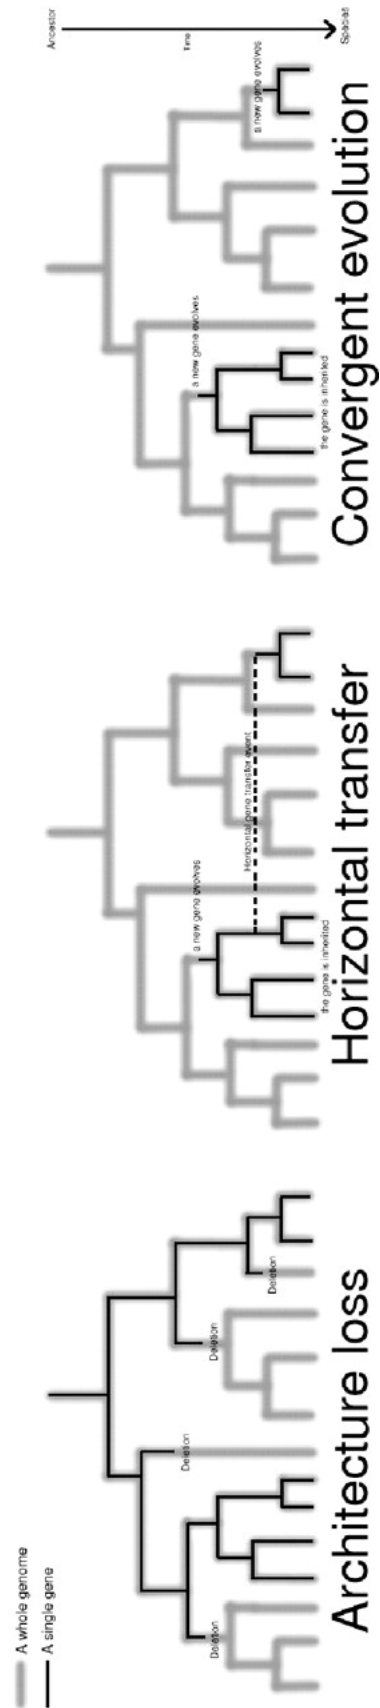 A whole genome
A single gene
Deletion
Deletion
Deletion
Deletion
Architecture loss
a new gene evolves
Horizontal gene transfer event
the gene is inherited
Horizontal transfer
a new gene evolves
a new gene evolves
the gene is inherited
Convergent evolution
Ancestor
Time
Species